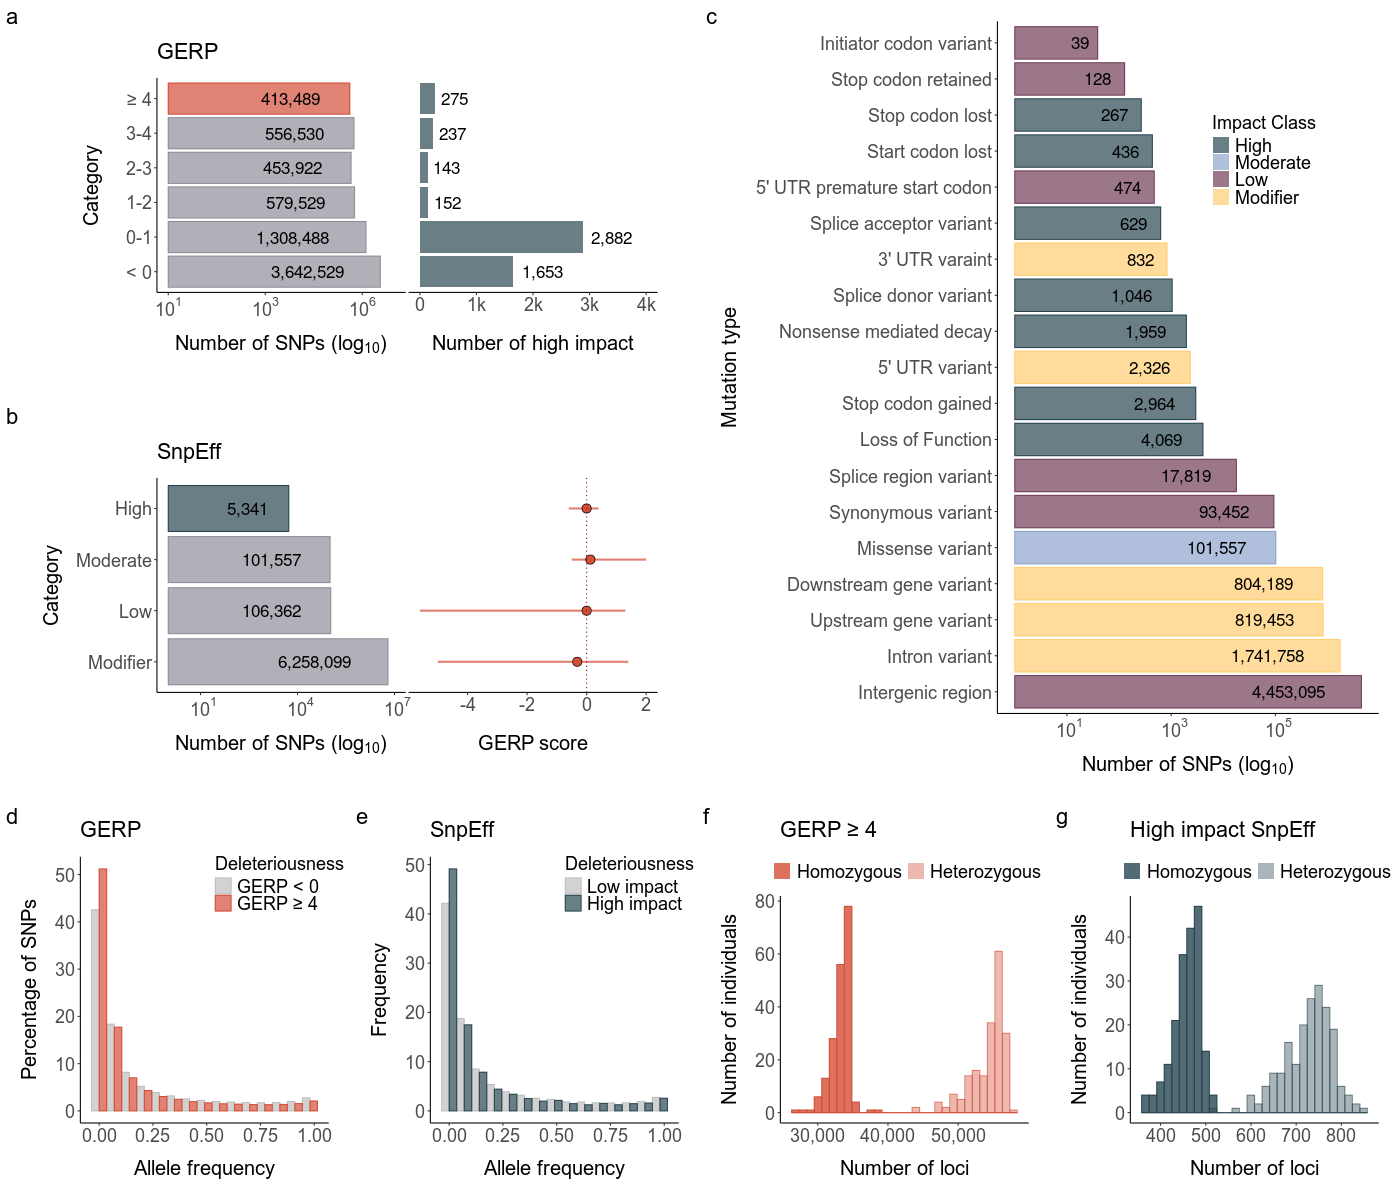 a
GERP
Category
≥ 4
3-4
2-3
1-2
0-1
< 0
413,489
556,530
453,922
579,529
1,308,488
3,642,529
10¹ 10³ 10⁶
Number of SNPs (log₁₀)
275
237
143
152
2,882
1,653
0 1k 2k 3k 4k
Number of high impact
b
SnpEff
Category
High
Moderate
Low
Modifier
5,341
101,557
106,362
6,258,099
10¹ 10⁴ 10⁷
Number of SNPs (log₁₀)
-4 -2 0 2
GERP score
c
Mutation type
Initiator codon variant 39
Stop codon retained 128
Stop codon lost 267
Start codon lost 436
5' UTR premature start codon 474
Splice acceptor variant 629
3' UTR varaint 832
Splice donor variant 1,046
Nonsense mediated decay 1,959
5' UTR variant 2,326
Stop codon gained 2,964
Loss of Function 4,069
Splice region variant 17,819
Synonymous variant 93,452
Missense variant 101,557
Downstream gene variant 804,189
Upstream gene variant 819,453
Intron variant 1,741,758
Intergenic region 4,453,095
10¹ 10³ 10⁵
Number of SNPs (log₁₀)
Impact Class
High
Moderate
Low
Modifier
d
GERP
Deleteriousness
GERP < 0
GERP ≥ 4
Percentage of SNPs
50
40
30
20
10
0
0.00 0.25 0.50 0.75 1.00
Allele frequency
e
SnpEff
Deleteriousness
Low impact
High impact
Frequency
50
40
30
20
10
0
0.00 0.25 0.50 0.75 1.00
Allele frequency
f
GERP ≥ 4
Homozygous Heterozygous
Number of individuals
80
60
40
20
0
30,000 40,000 50,000
Number of loci
g
High impact SnpEff
Homozygous Heterozygous
Number of individuals
40
30
20
10
0
400 500 600 700 800
Number of loci